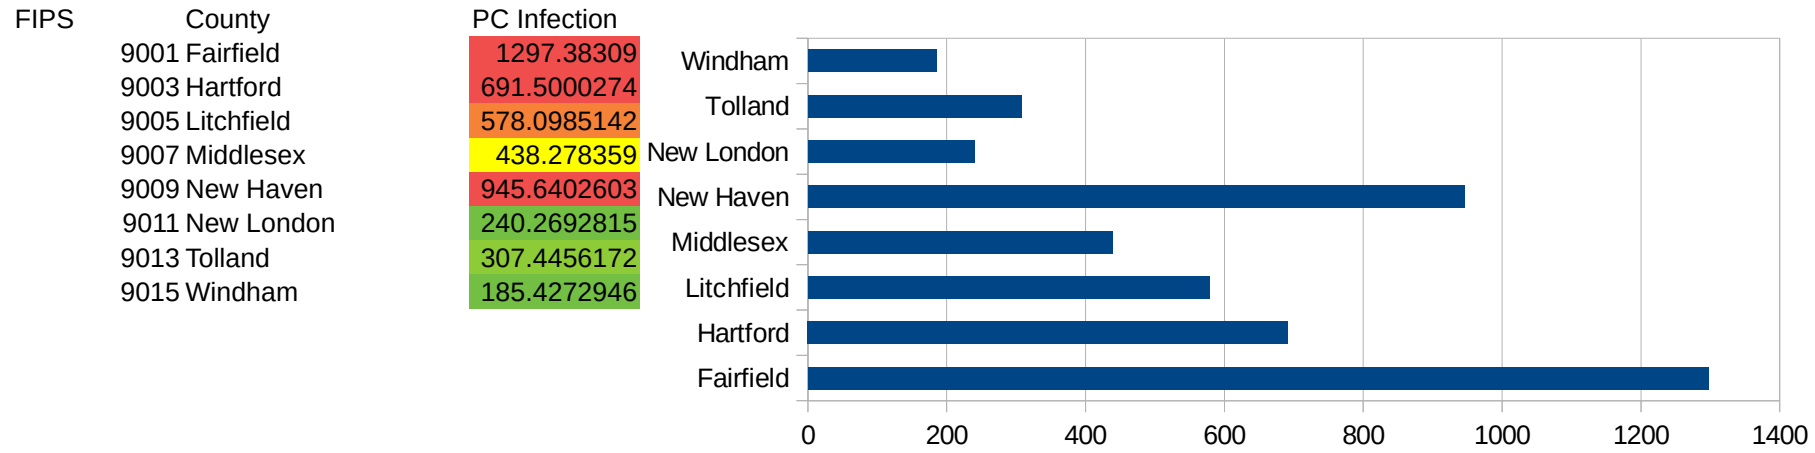 FIPS County PC Infection
9001 Fairfield 1297.38309
9003 Hartford 691.5000274
9005 Litchfield 578.0985142
9007 Middlesex 438.278359
9009 New Haven 945.6402603
9011 New London 240.2692815
9013 Tolland 307.4456172
9015 Windham 185.4272946
Windham
Tolland
New London
New Haven
Middlesex
Litchfield
Hartford
Fairfield
0 200 400 600 800 1000 1200 1400